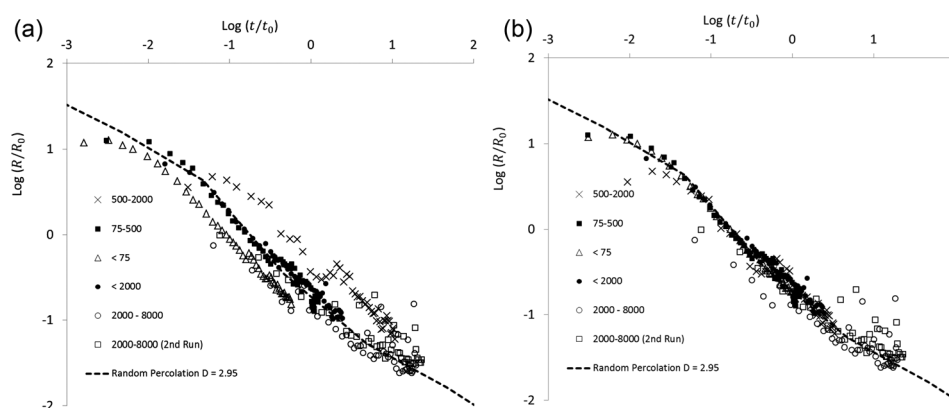 (a)
Log (t/t₀)
-3 -2 -1 0 1 2
2
1
0
-1
-2
Log (R/R₀)
500-2000
75-500
< 75
< 2000
2000 - 8000
2000-8000 (2nd Run)
Random Percolation D = 2.95
(b)
Log (t/t₀)
-3 -2 -1 0 1
2
1
0
-1
-2
Log (R/R₀)
500-2000
75-500
< 75
< 2000
2000 - 8000
2000-8000 (2nd Run)
Random Percolation D = 2.95